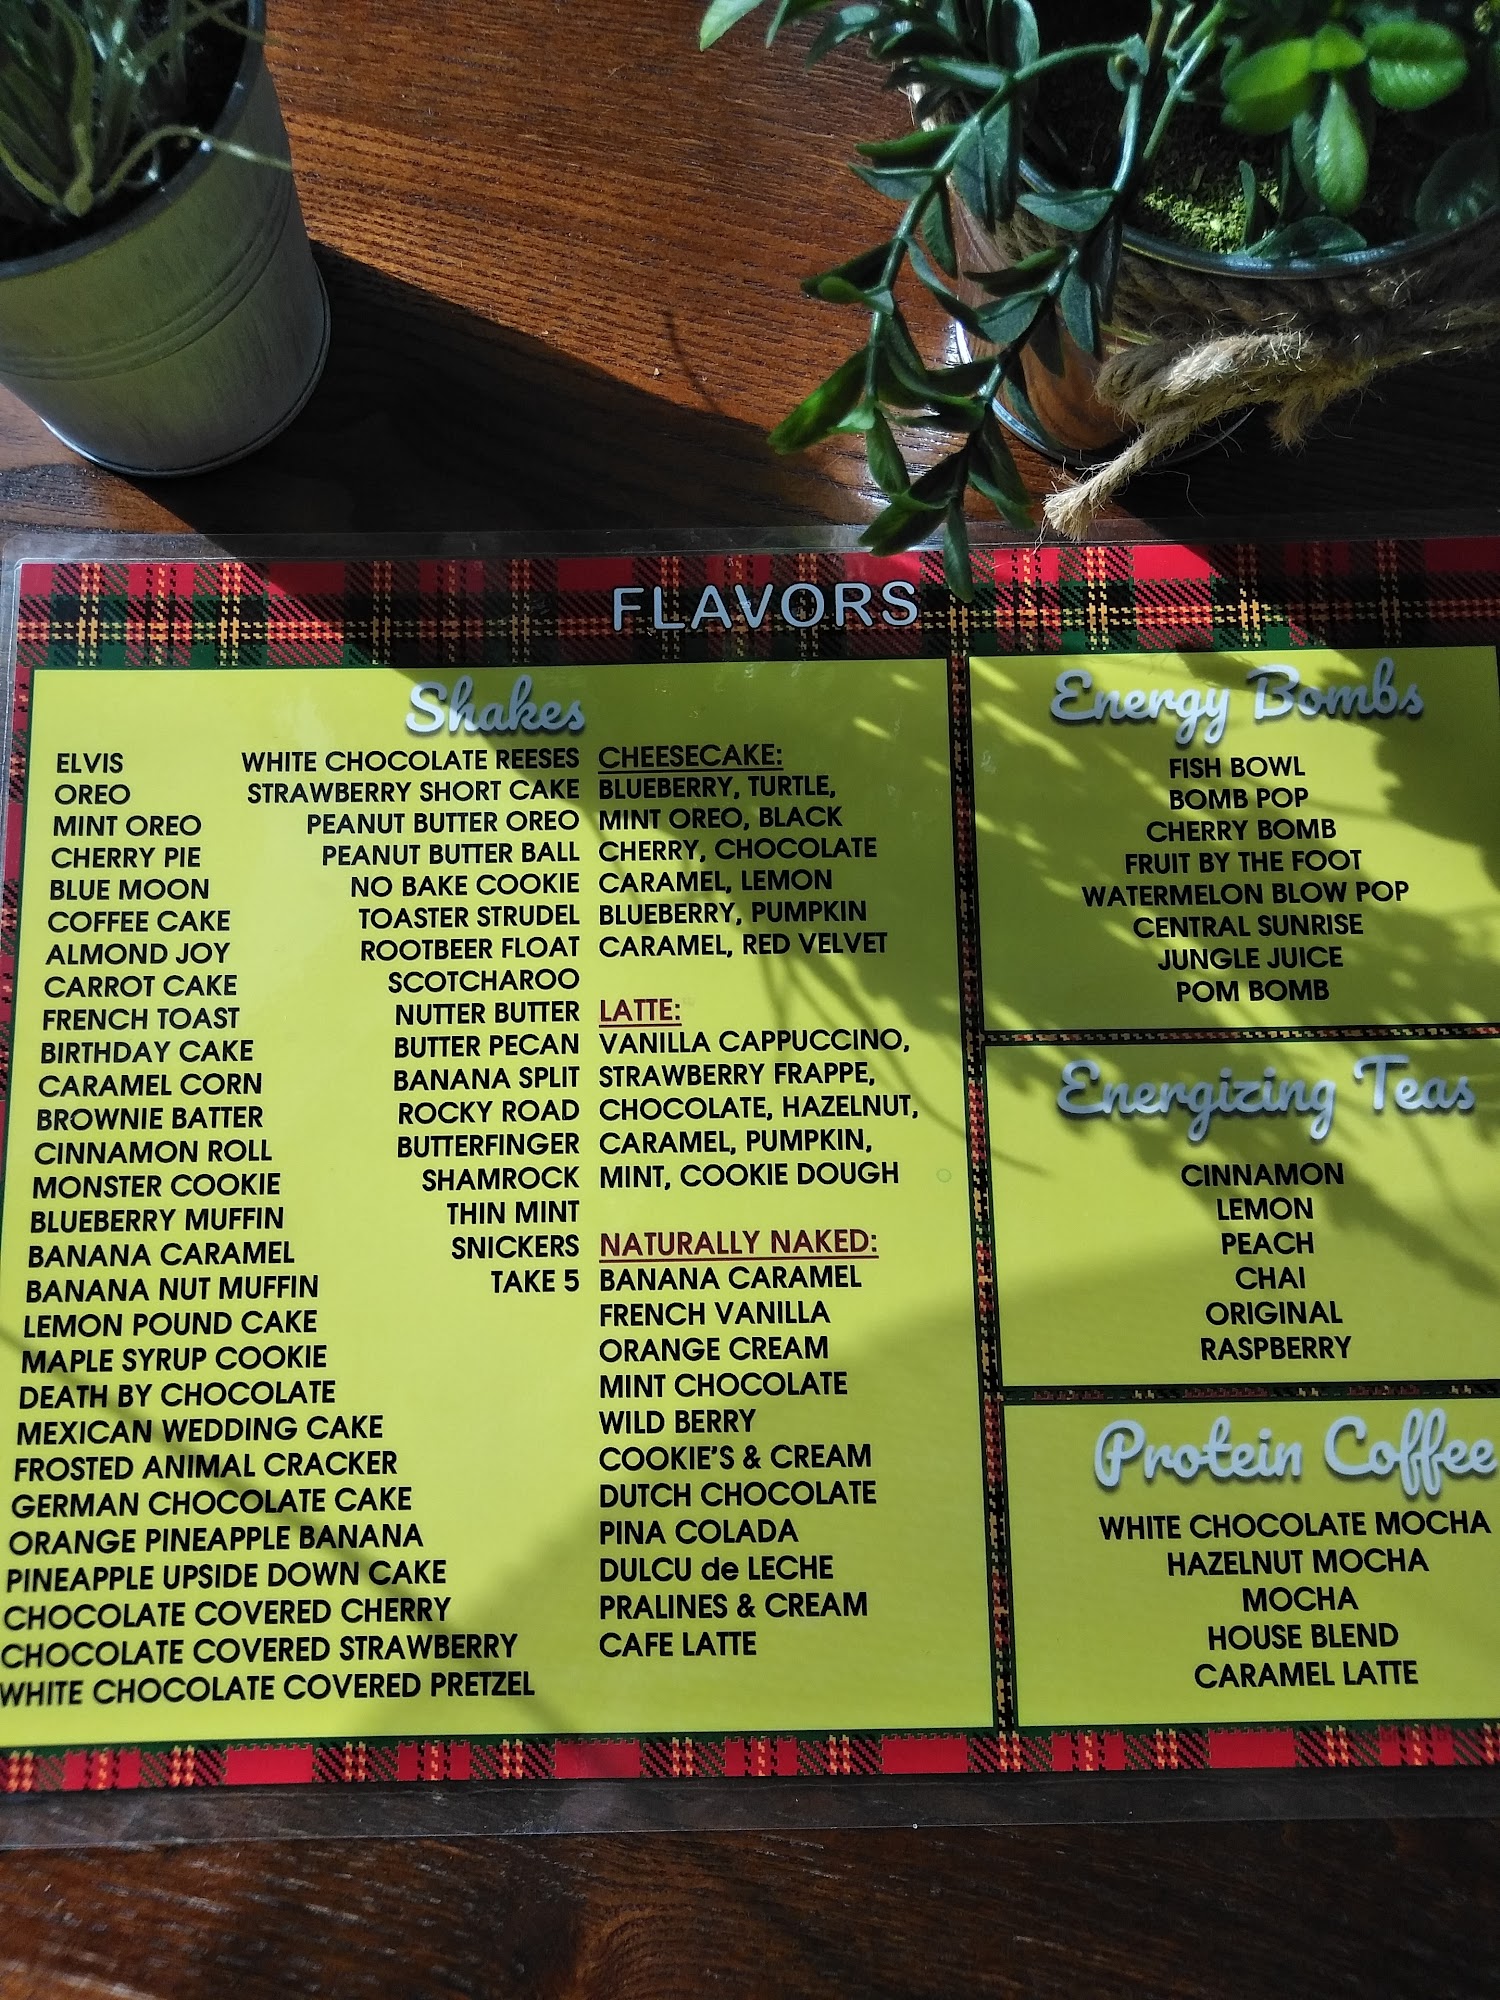 FLAVORS
Shakes
ELVIS
OREO
MINT OREO
CHERRY PIE
BLUE MOON
COFFEE CAKE
ALMOND JOY
CARROT CAKE
FRENCH TOAST
BIRTHDAY CAKE
CARAMEL CORN
BROWNIE BATTER
CINNAMON ROLL
MONSTER COOKIE
BLUEBERRY MUFFIN
BANANA CARAMEL
BANANA NUT MUFFIN
LEMON POUND CAKE
MAPLE SYRUP COOKIE
DEATH BY CHOCOLATE
MEXICAN WEDDING CAKE
FROSTED ANIMAL CRACKER
GERMAN CHOCOLATE CAKE
ORANGE PINEAPPLE BANANA
PINEAPPLE UPSIDE DOWN CAKE
CHOCOLATE COVERED CHERRY
CHOCOLATE COVERED STRAWBERRY
WHITE CHOCOLATE COVERED PRETZEL
WHITE CHOCOLATE REESES
STRAWBERRY SHORT CAKE
PEANUT BUTTER OREO
PEANUT BUTTER BALL
NO BAKE COOKIE
TOASTER STRUDEL
ROOTBEER FLOAT
SCOTCHAROO
NUTTER BUTTER
BUTTER PECAN
BANANA SPLIT
ROCKY ROAD
BUTTERFINGER
SHAMROCK
THIN MINT
SNICKERS
TAKE 5
CHEESECAKE:
BLUEBERRY, TURTLE,
MINT OREO, BLACK
CHERRY, CHOCOLATE
CARAMEL, LEMON
BLUEBERRY, PUMPKIN
CARAMEL, RED VELVET
LATTE:
VANILLA CAPPUCCINO,
STRAWBERRY FRAPPE,
CHOCOLATE, HAZELNUT,
CARAMEL, PUMPKIN,
MINT, COOKIE DOUGH
NATURALLY NAKED:
BANANA CARAMEL
FRENCH VANILLA
ORANGE CREAM
MINT CHOCOLATE
WILD BERRY
COOKIE'S & CREAM
DUTCH CHOCOLATE
PINA COLADA
DULCU de LECHE
PRALINES & CREAM
CAFE LATTE
Energy Bombs
FISH BOWL
BOMB POP
CHERRY BOMB
FRUIT BY THE FOOT
WATERMELON BLOW POP
CENTRAL SUNRISE
JUNGLE JUICE
POM BOMB
Energizing Teas
CINNAMON
LEMON
PEACH
CHAI
ORIGINAL
RASPBERRY
Protein Coffee
WHITE CHOCOLATE MOCHA
HAZELNUT MOCHA
MOCHA
HOUSE BLEND
CARAMEL LATTE